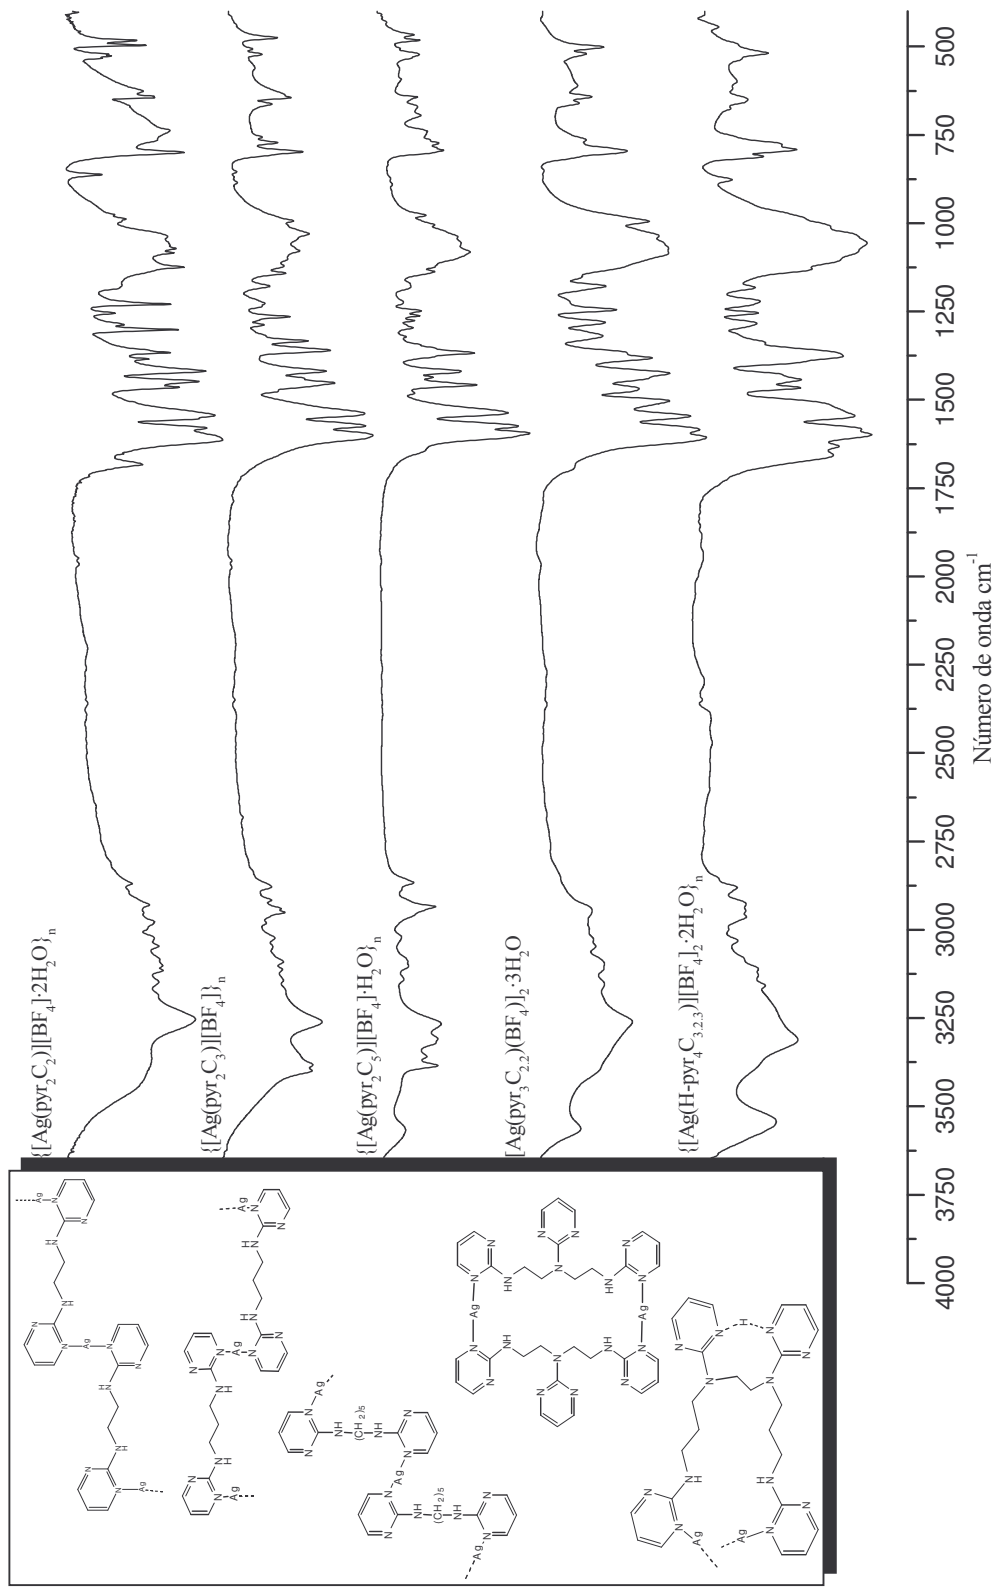 {[Ag(pyr₂C₂)][BF₄]·2H₂O}ₙ
{[Ag(pyr₂C₃)][BF₄]}ₙ
{[Ag(pyr₂C₅)][BF₄]·H₂O}ₙ
[Ag(pyr₃C₂.₂)(BF₄)]₂·3H₂O
{[Ag(H-pyr₄C₃.₂.₃)][BF₄]₂·2H₂O}ₙ
4000 3750 3500 3250 3000 2750 2500 2250 2000 1750 1500 1250 1000 750 500
Número de onda cm⁻¹